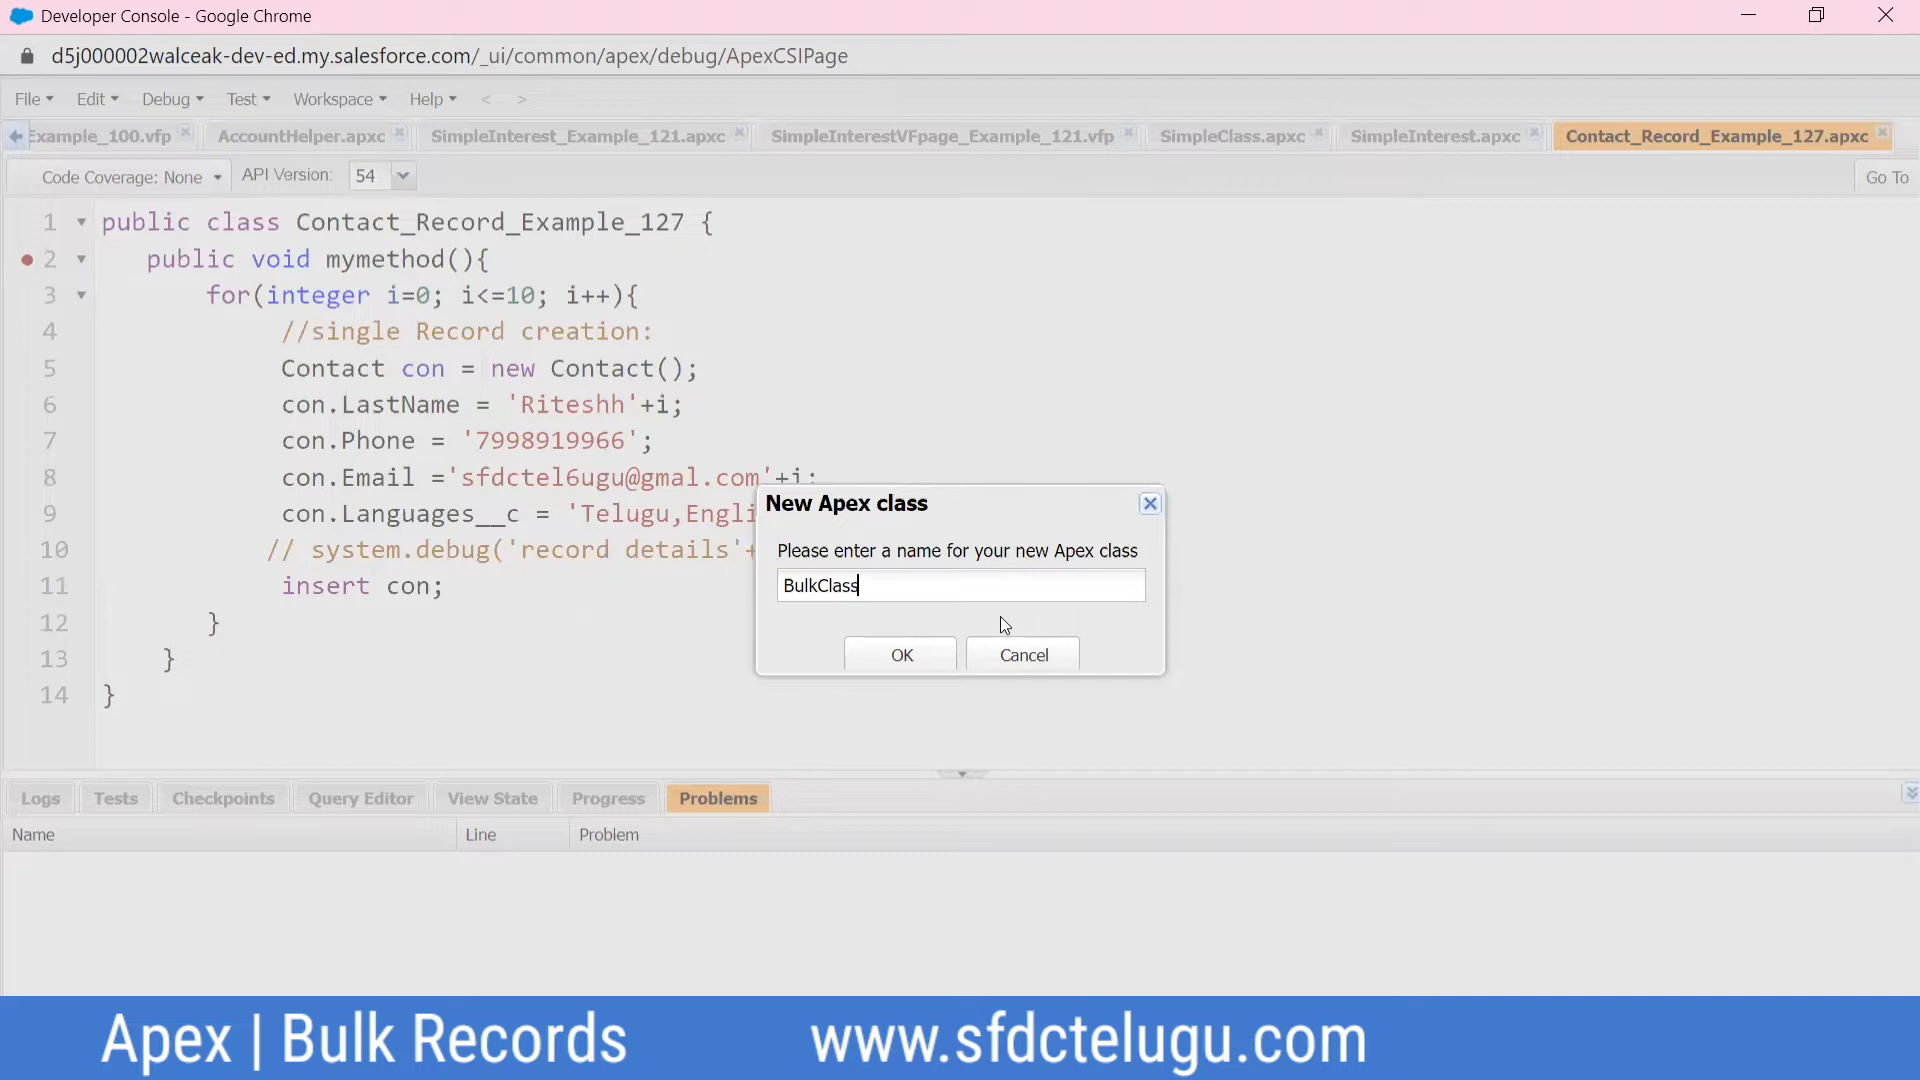 Developer Console - Google Chrome
d5j000002walceak-dev-ed.my.salesforce.com/_ui/common/apex/debug/ApexCSIPage
File Edit Debug Test Workspace Help < >
Example_100.vfp AccountHelper.apxc SimpleInterest_Example_121.apxc SimpleInterestVFpage_Example_121.vfp SimpleClass.apxc SimpleInterest.apxc Contact_Record_Example_127.apxc
Code Coverage: None API Version: 54 Go To
1 public class Contact_Record_Example_127 {
2 public void mymethod(){
3 for(integer i=0; i<=10; i++){
4 //single Record creation:
5 Contact con = new Contact();
6 con.LastName = 'Riteshh'+i;
7 con.Phone = '7998919966';
8 con.Email ='sfdctel6ugu@gmal.com'+i;
9 con.Languages__c = 'Telugu,Engli
10 // system.debug('record details'+
11 insert con;
12 }
13 }
14 }
New Apex class
Please enter a name for your new Apex class
BulkClass
OK Cancel
Logs Tests Checkpoints Query Editor View State Progress Problems
Name Line Problem
Apex | Bulk Records www.sfdctelugu.com